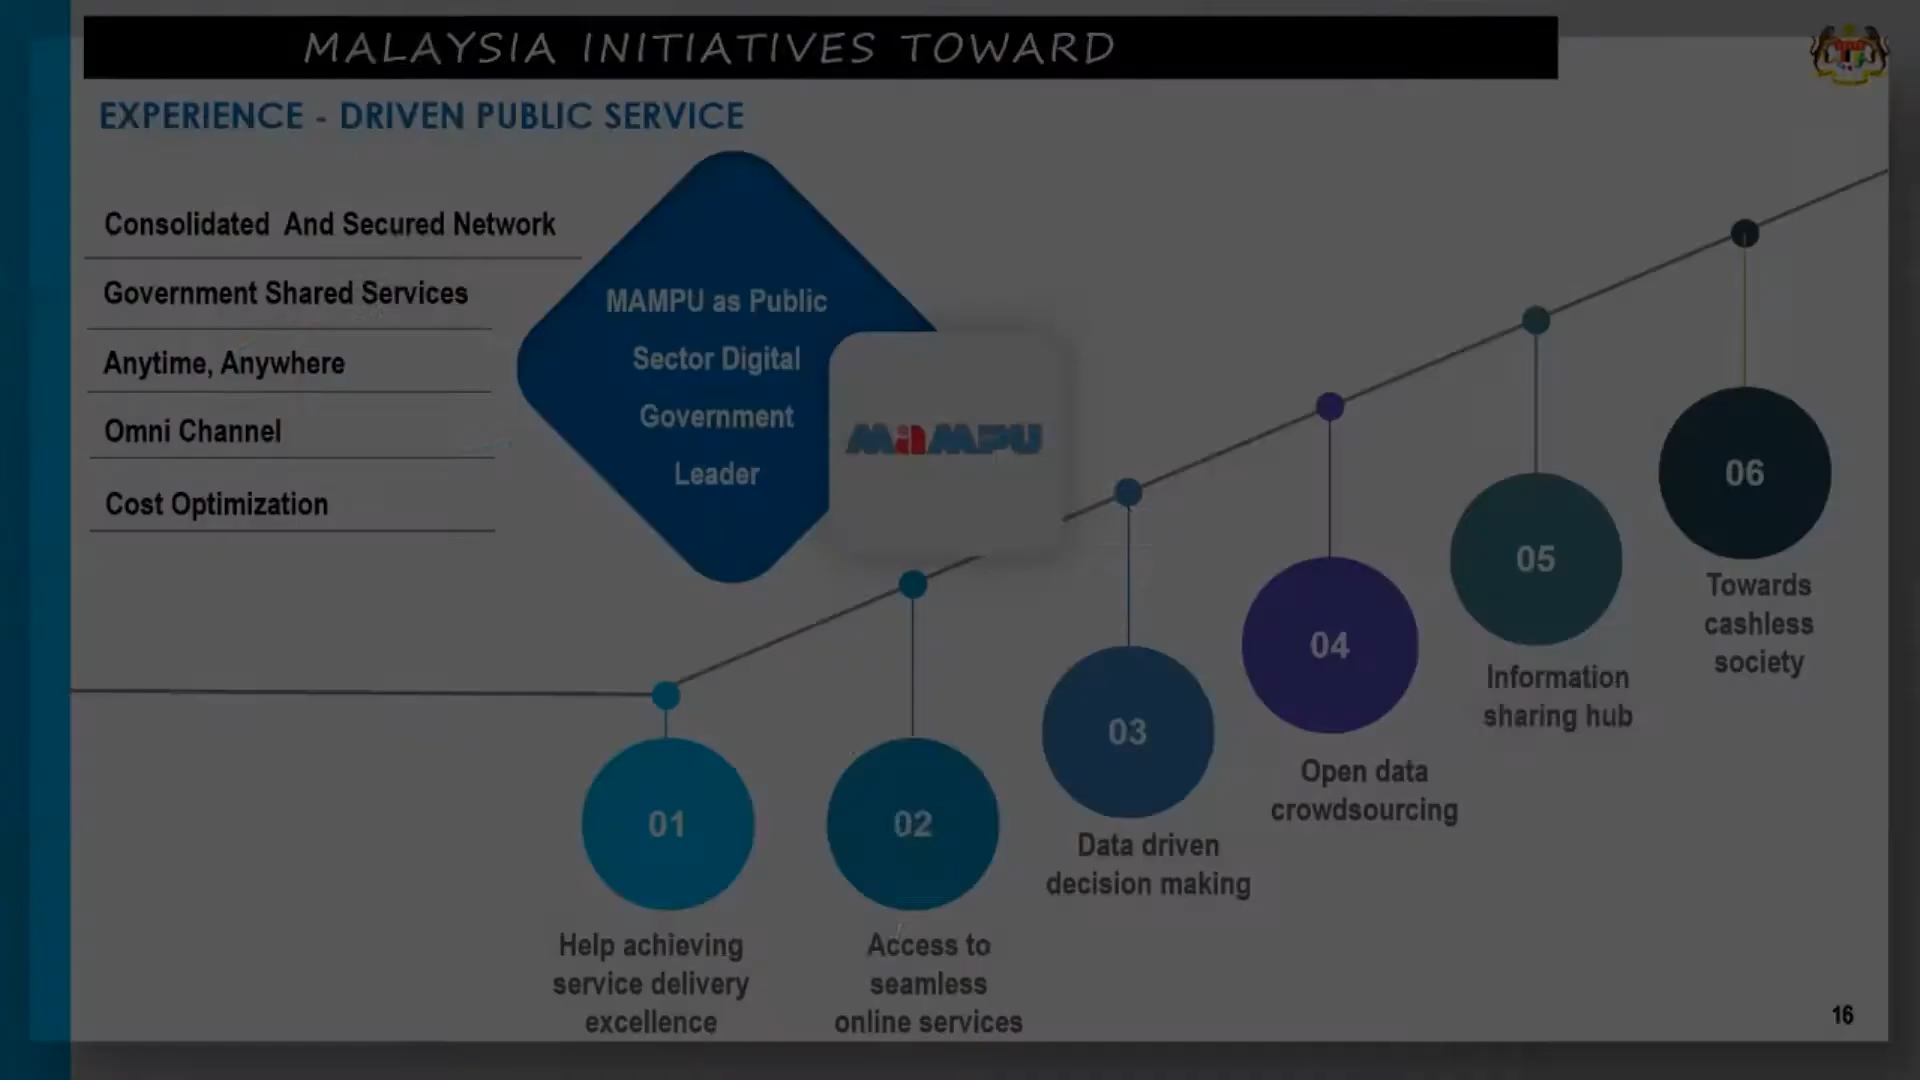 MALAYSIA INITIATIVES TOWARD
EXPERIENCE - DRIVEN PUBLIC SERVICE
Consolidated And Secured Network
Government Shared Services
Anytime, Anywhere
Omni Channel
Cost Optimization
MAMPU as Public
Sector Digital
Government
Leader
MAMPU
01
Help achieving
service delivery
excellence
02
Access to
seamless
online services
03
Data driven
decision making
04
Open data
crowdsourcing
05
Information
sharing hub
06
Towards
cashless
society
16